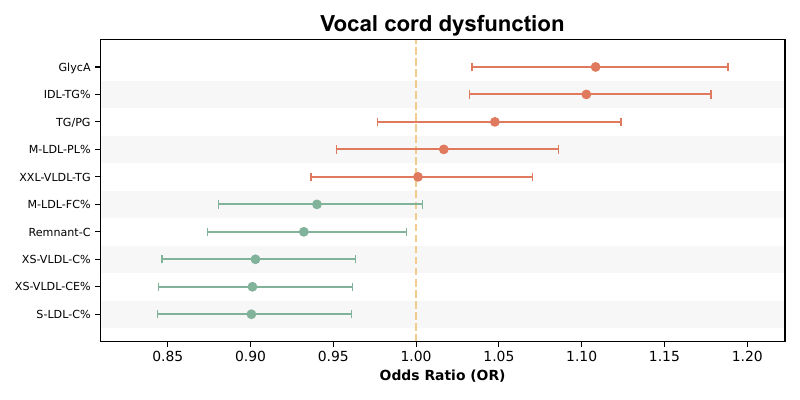 Vocal cord dysfunction
GlycA
IDL-TG%
TG/PG
M-LDL-PL%
XXL-VLDL-TG
M-LDL-FC%
Remnant-C
XS-VLDL-C%
XS-VLDL-CE%
S-LDL-C%
0.85 0.90 0.95 1.00 1.05 1.10 1.15 1.20
Odds Ratio (OR)